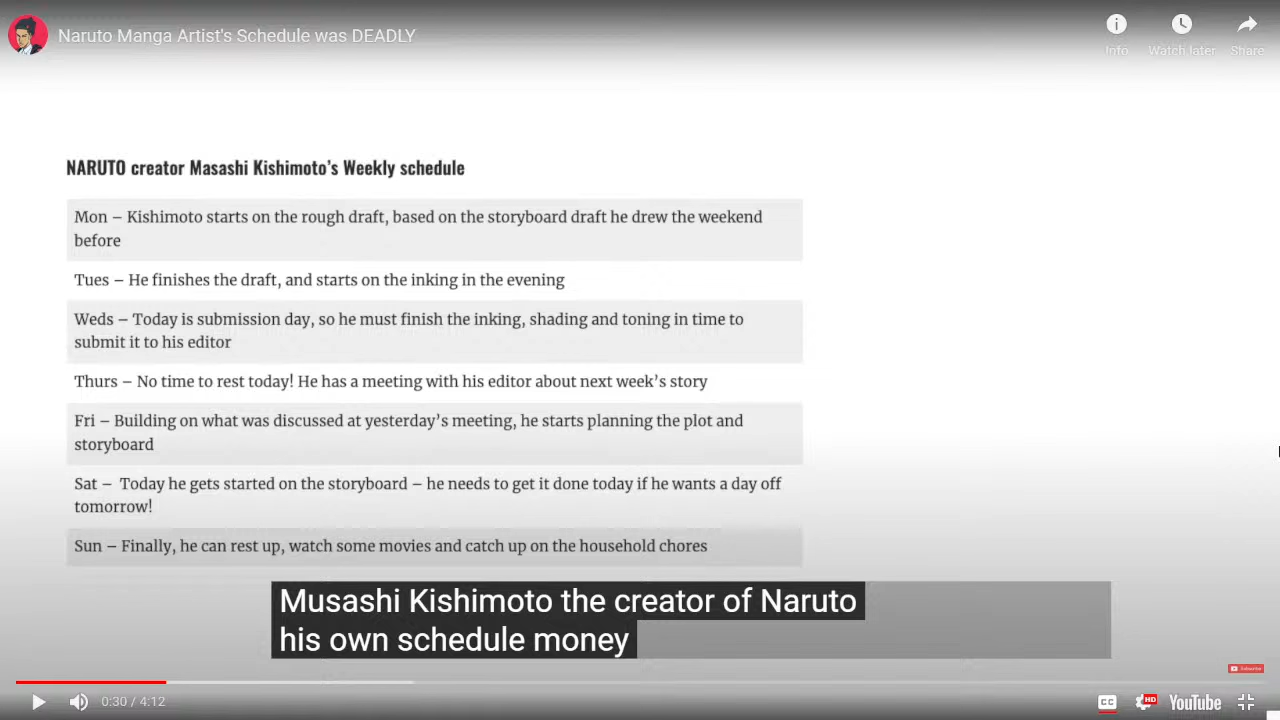 Naruto Manga Artist's Schedule was DEADLY
Info
Watch later
Share
NARUTO creator Masashi Kishimoto's Weekly schedule
Mon – Kishimoto starts on the rough draft, based on the storyboard draft he drew the weekend
before
Tues – He finishes the draft, and starts on the inking in the evening
Weds – Today is submission day, so he must finish the inking, shading and toning in time to
submit it to his editor
Thurs – No time to rest today! He has a meeting with his editor about next week's story
Fri – Building on what was discussed at yesterday's meeting, he starts planning the plot and
storyboard
Sat –  Today he gets started on the storyboard – he needs to get it done today if he wants a day off
tomorrow!
Sun – Finally, he can rest up, watch some movies and catch up on the household chores
Musashi Kishimoto the creator of Naruto
his own schedule money
Subscribe
0:30 / 4:12
CC
HD
YouTube